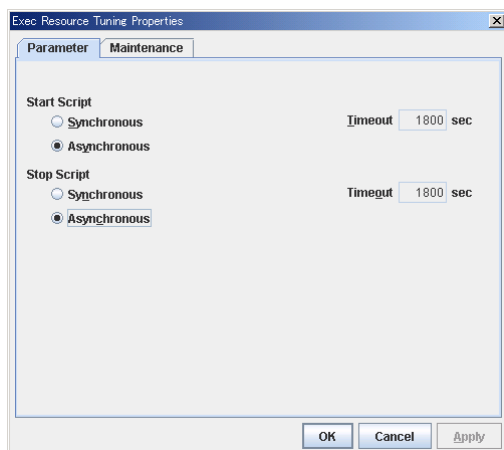 Exec Resource Tuning Properties
Parameter Maintenance
Start Script
Synchronous Timeout 1800 sec
Asynchronous
Stop Script
Synchronous Timeout 1800 sec
Asynchronous
OK Cancel Apply